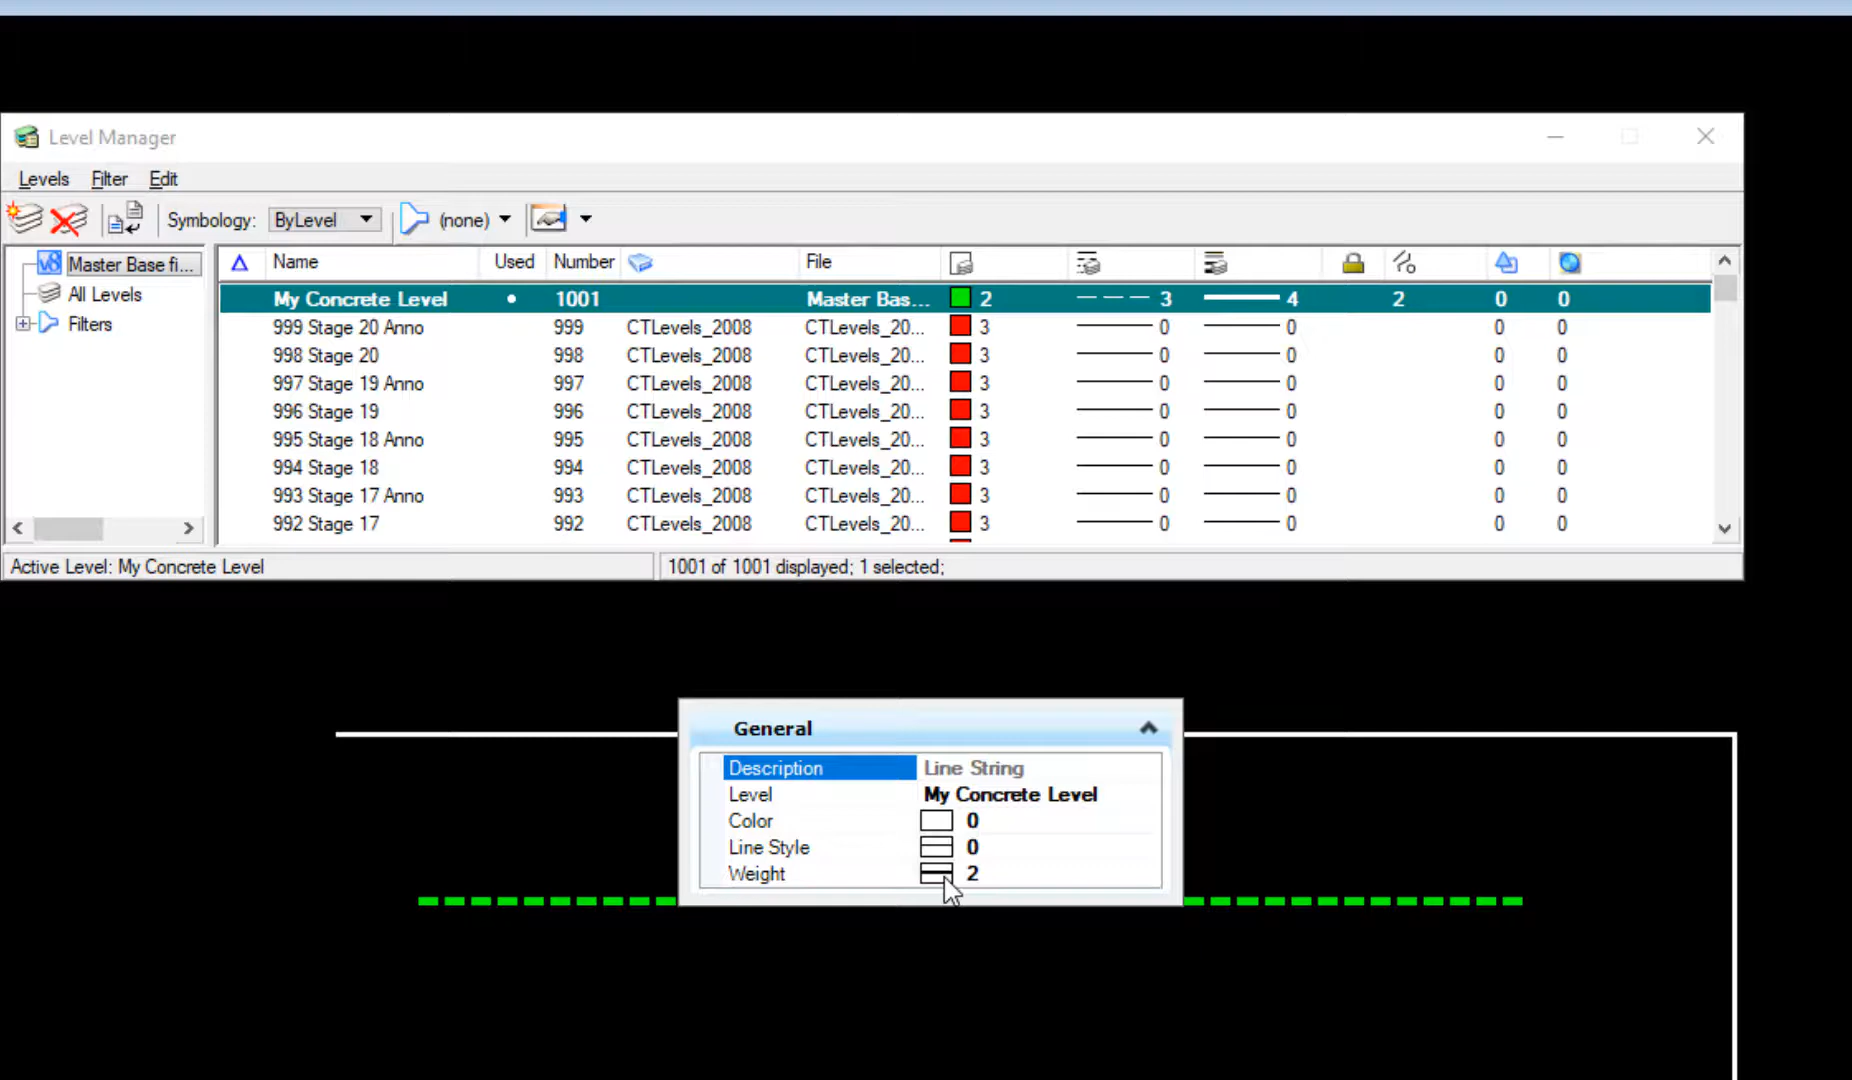 Level Manager
Levels Filter Edit
Symbology: ByLevel (none)
V8 Master Base fi...
All Levels
Filters
Name Used Number File
My Concrete Level • 1001 Master Bas... 2 3 4 2 0 0
999 Stage 20 Anno 999 CTLevels_2008 CTLevels_20... 3 0 0 0 0
998 Stage 20 998 CTLevels_2008 CTLevels_20... 3 0 0 0 0
997 Stage 19 Anno 997 CTLevels_2008 CTLevels_20... 3 0 0 0 0
996 Stage 19 996 CTLevels_2008 CTLevels_20... 3 0 0 0 0
995 Stage 18 Anno 995 CTLevels_2008 CTLevels_20... 3 0 0 0 0
994 Stage 18 994 CTLevels_2008 CTLevels_20... 3 0 0 0 0
993 Stage 17 Anno 993 CTLevels_2008 CTLevels_20... 3 0 0 0 0
992 Stage 17 992 CTLevels_2008 CTLevels_20... 3 0 0 0 0
Active Level: My Concrete Level
1001 of 1001 displayed; 1 selected;
General
Description Line String
Level My Concrete Level
Color 0
Line Style 0
Weight 2